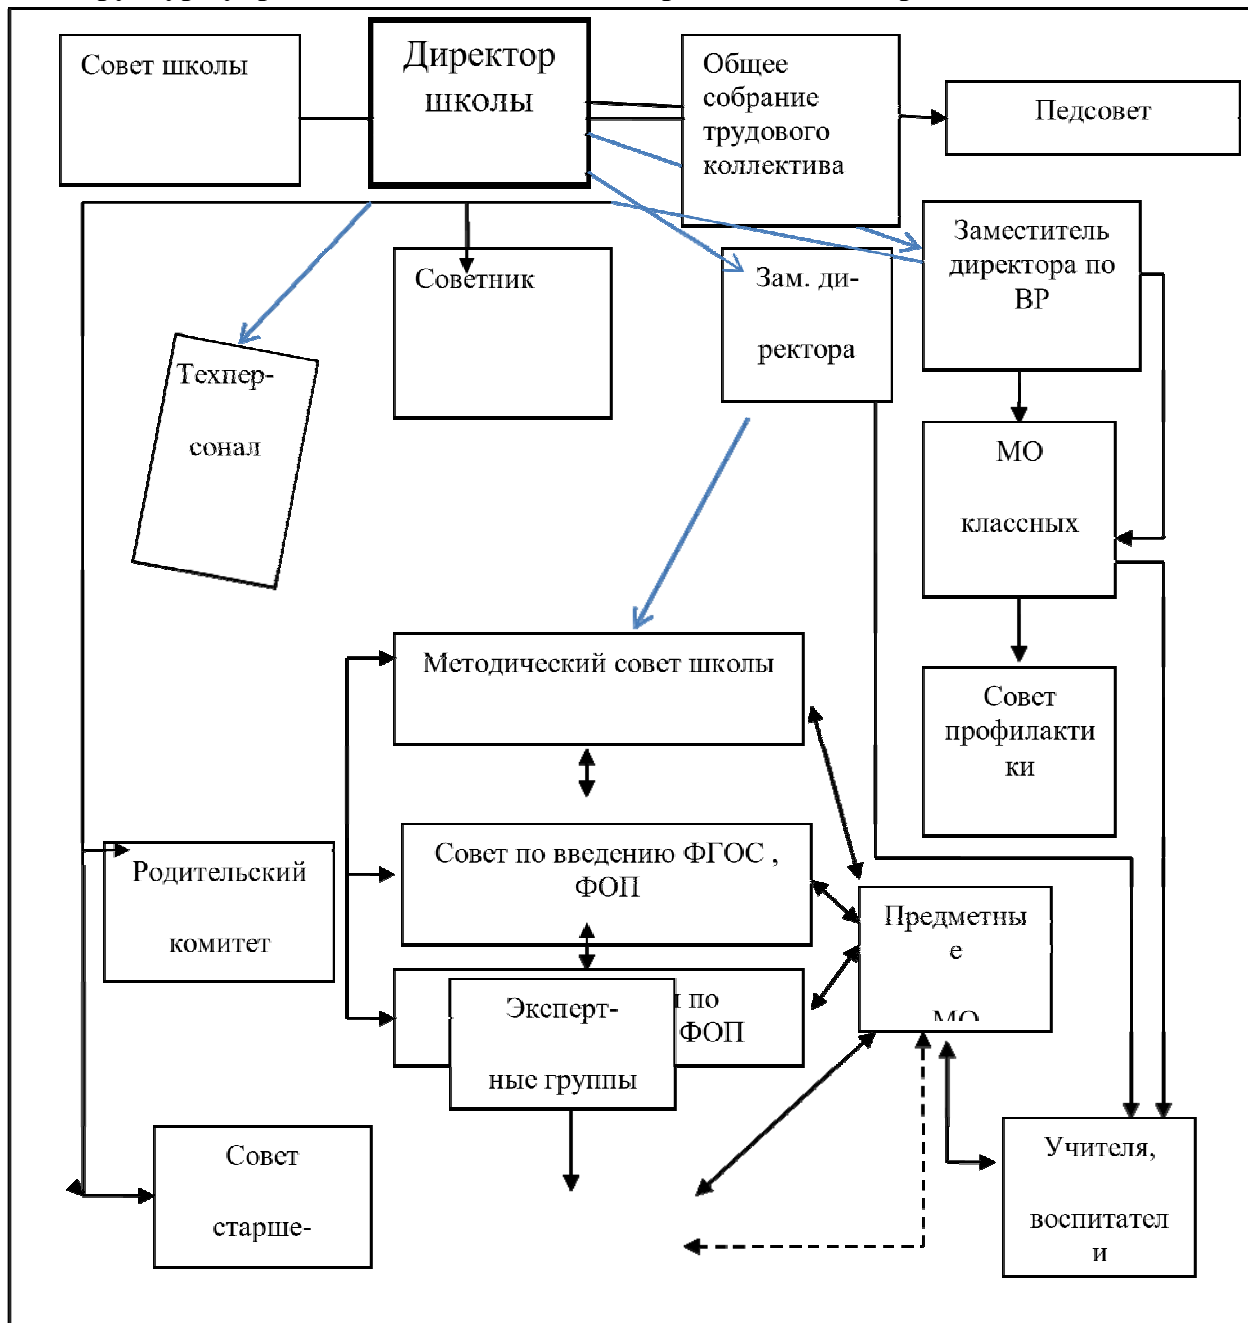 Совет школы
Директор
школы
Общее
собрание
трудового
коллектива
Педсовет
Заместитель
директора по
ВР
Советник
Зам. ди-
ректора
Техпер-
сонал
МО
классных
Методический совет школы
Совет
профилакти
ки
Совет по введению ФГОС ,
ФОП
Родительский
комитет
Предметны
е
МО
по
ФОП
Эксперт-
ные группы
Совет
старше-
Учителя,
воспитател
и